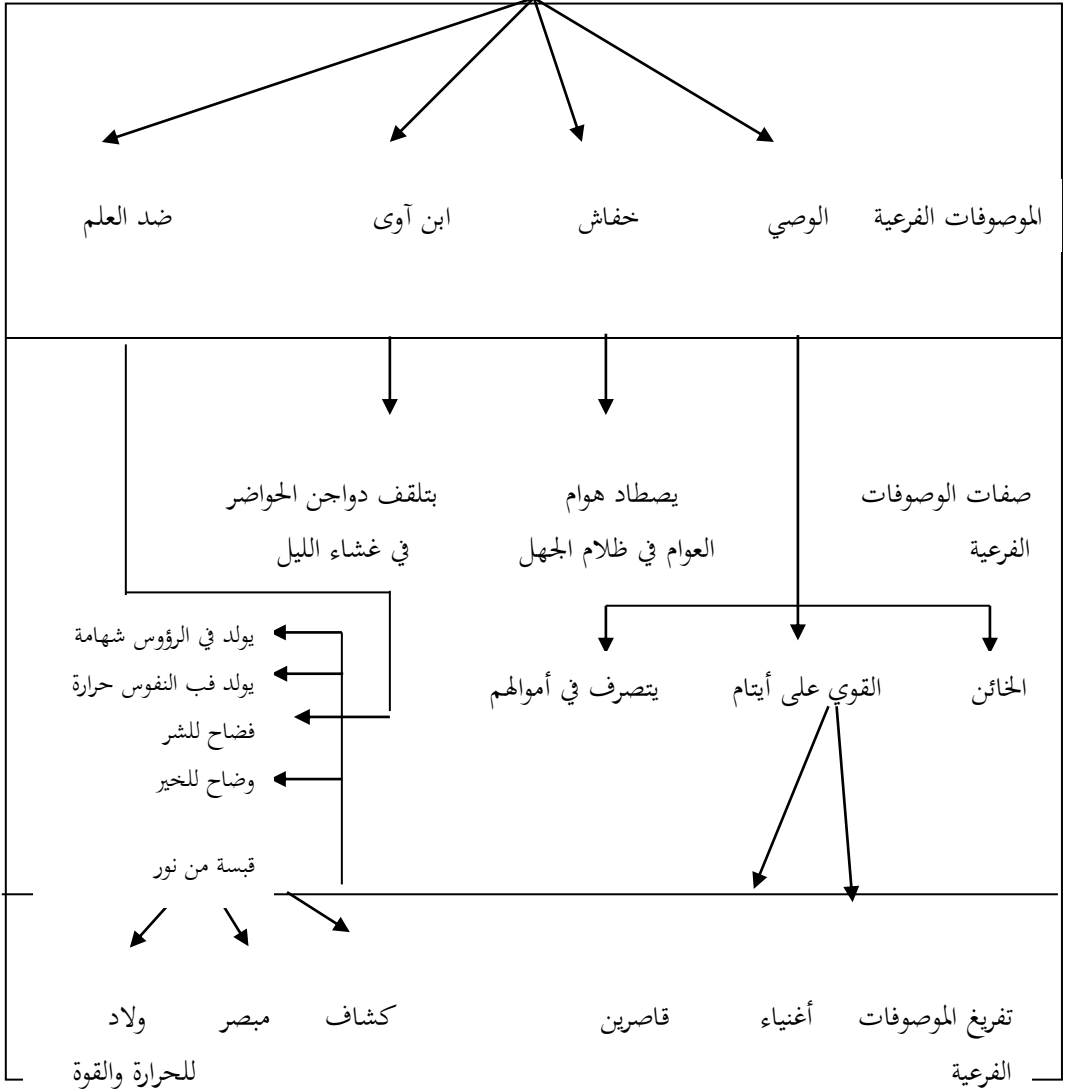 الموصوفات الفرعية الوصي خفاش ابن آوى ضد العلم
صفات الوصوفات يصطاد هوام بتلقف دواجن الحواضر
الفرعية العوام في ظلام الجهل في غشاء الليل
يولد في الرؤوس شهامة
الخائن القوي على أيتام يتصرف في أموالهم يولد فب النفوس حرارة
فضاح للشر
وضاح للخير
قبسة من نور
تفريغ الموصوفات أغنياء قاصرين كشاف مبصر ولاد
الفرعية للحرارة والقوة